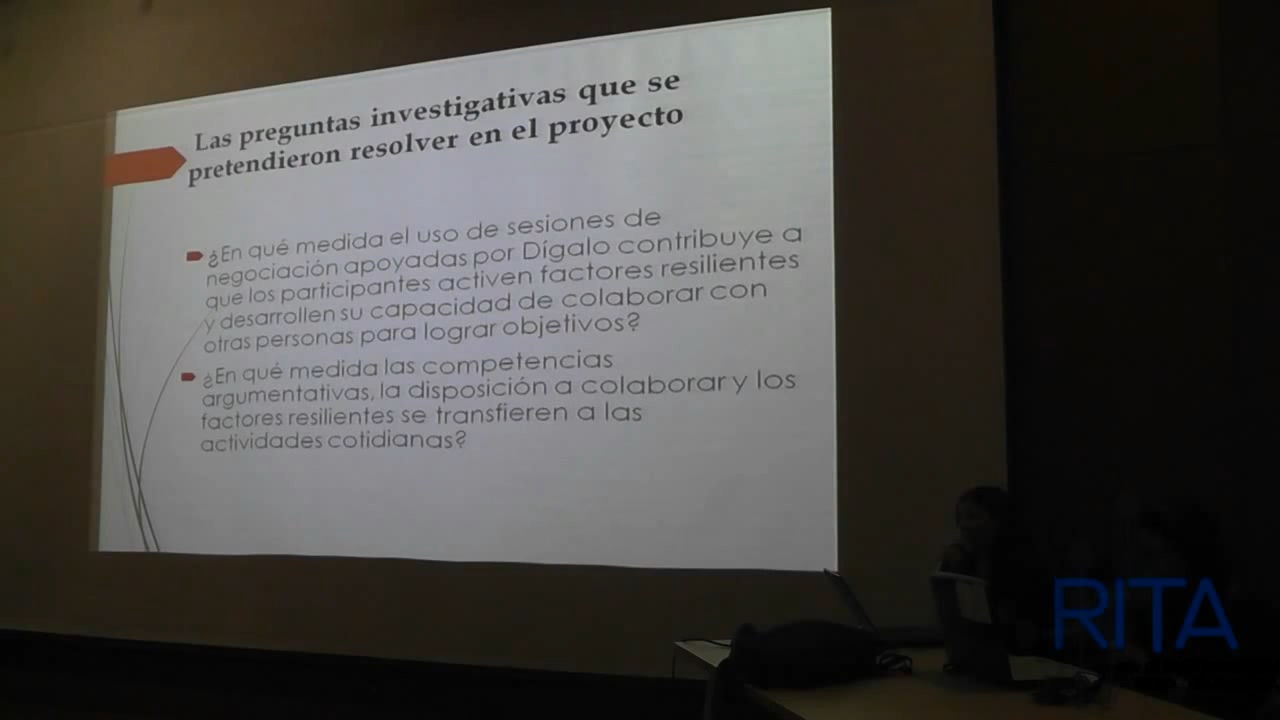 Las preguntas investigativas que se
pretendieron resolver en el proyecto
¿En qué medida el uso de sesiones de
negociación apoyadas por Dígalo contribuye a
que los participantes activen factores resilientes
y desarrollen su capacidad de colaborar con
otras personas para lograr objetivos?
¿En qué medida las competencias
argumentativas, la disposición a colaborar y los
factores resilientes se transfieren a las
actividades cotidianas?
RITA